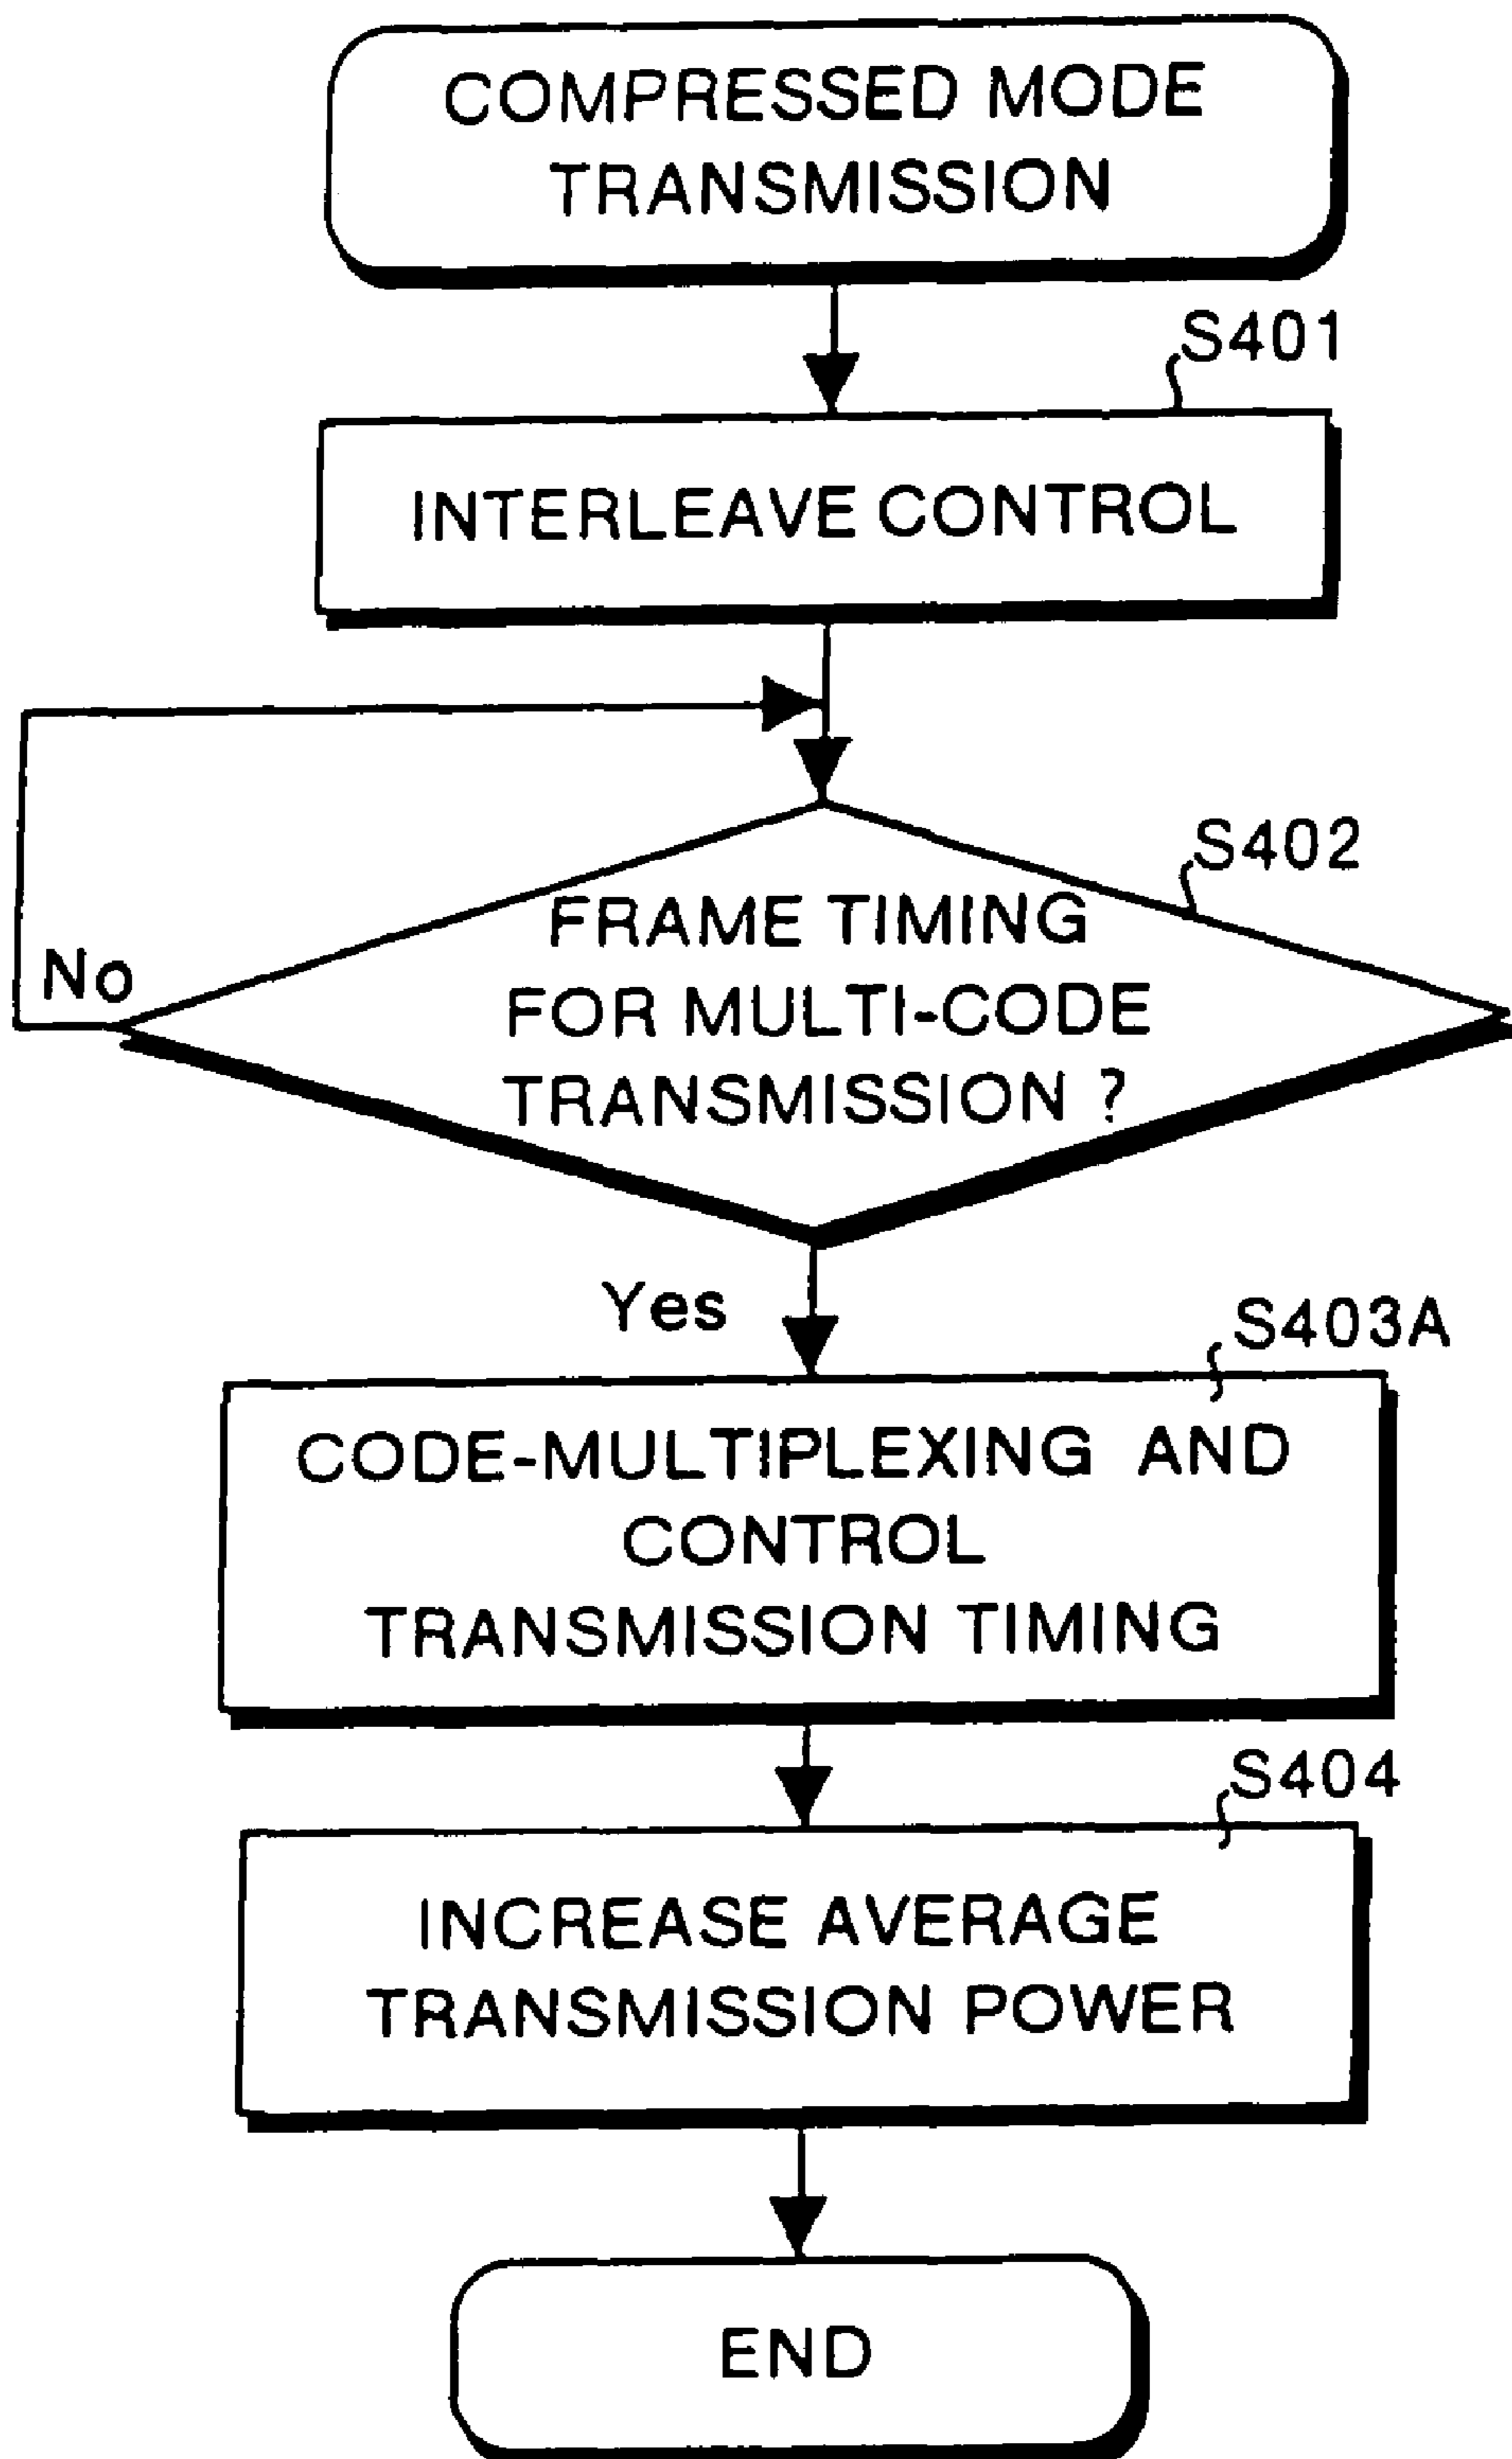 COMPRESSED MODE
TRANSMISSION
S401
INTERLEAVE CONTROL
S402
FRAME TIMING
FOR MULTI-CODE
TRANSMISSION ?
No
Yes
S403A
CODE-MULTIPLEXING AND
CONTROL
TRANSMISSION TIMING
S404
INCREASE AVERAGE
TRANSMISSION POWER
END